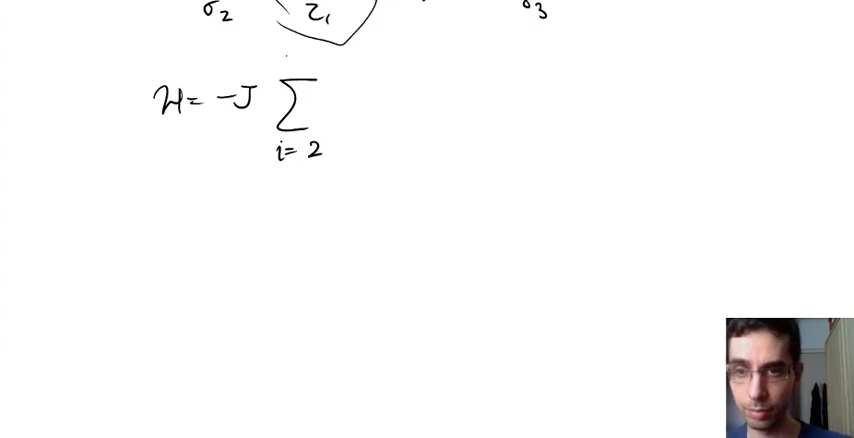 σ₂ τ₁ σ₃
ℋ = -J ∑
i = 2